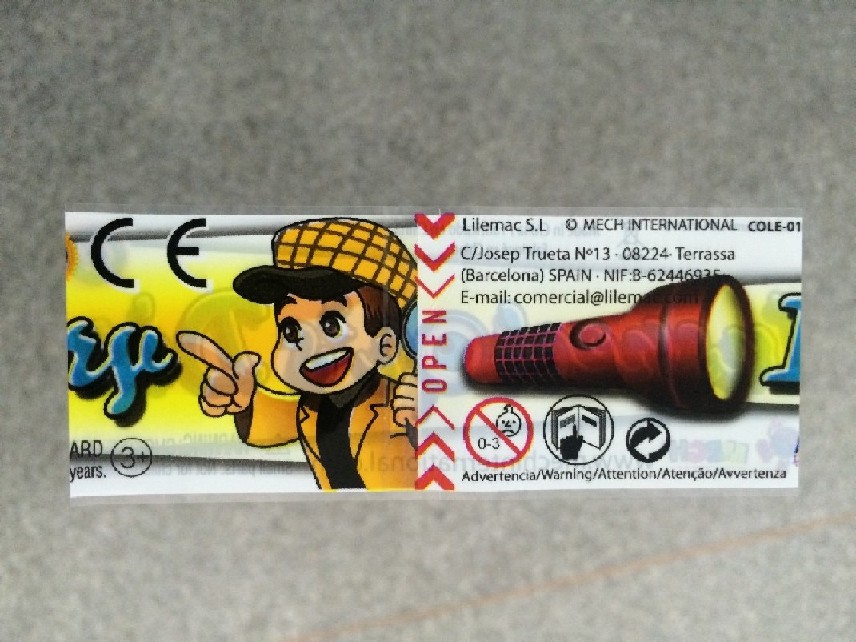 CE
ARD
years.
3+
OPEN
Lilemac S.L © MECH INTERNATIONAL COLE-01
C/Josep Trueta Nº13 · 08224 · Terrassa
(Barcelona) SPAIN · NIF:B-62446935
E-mail: comercial@lilemac.com
0-3
Advertencia/Warning/Attention/Atenção/Avvertenza